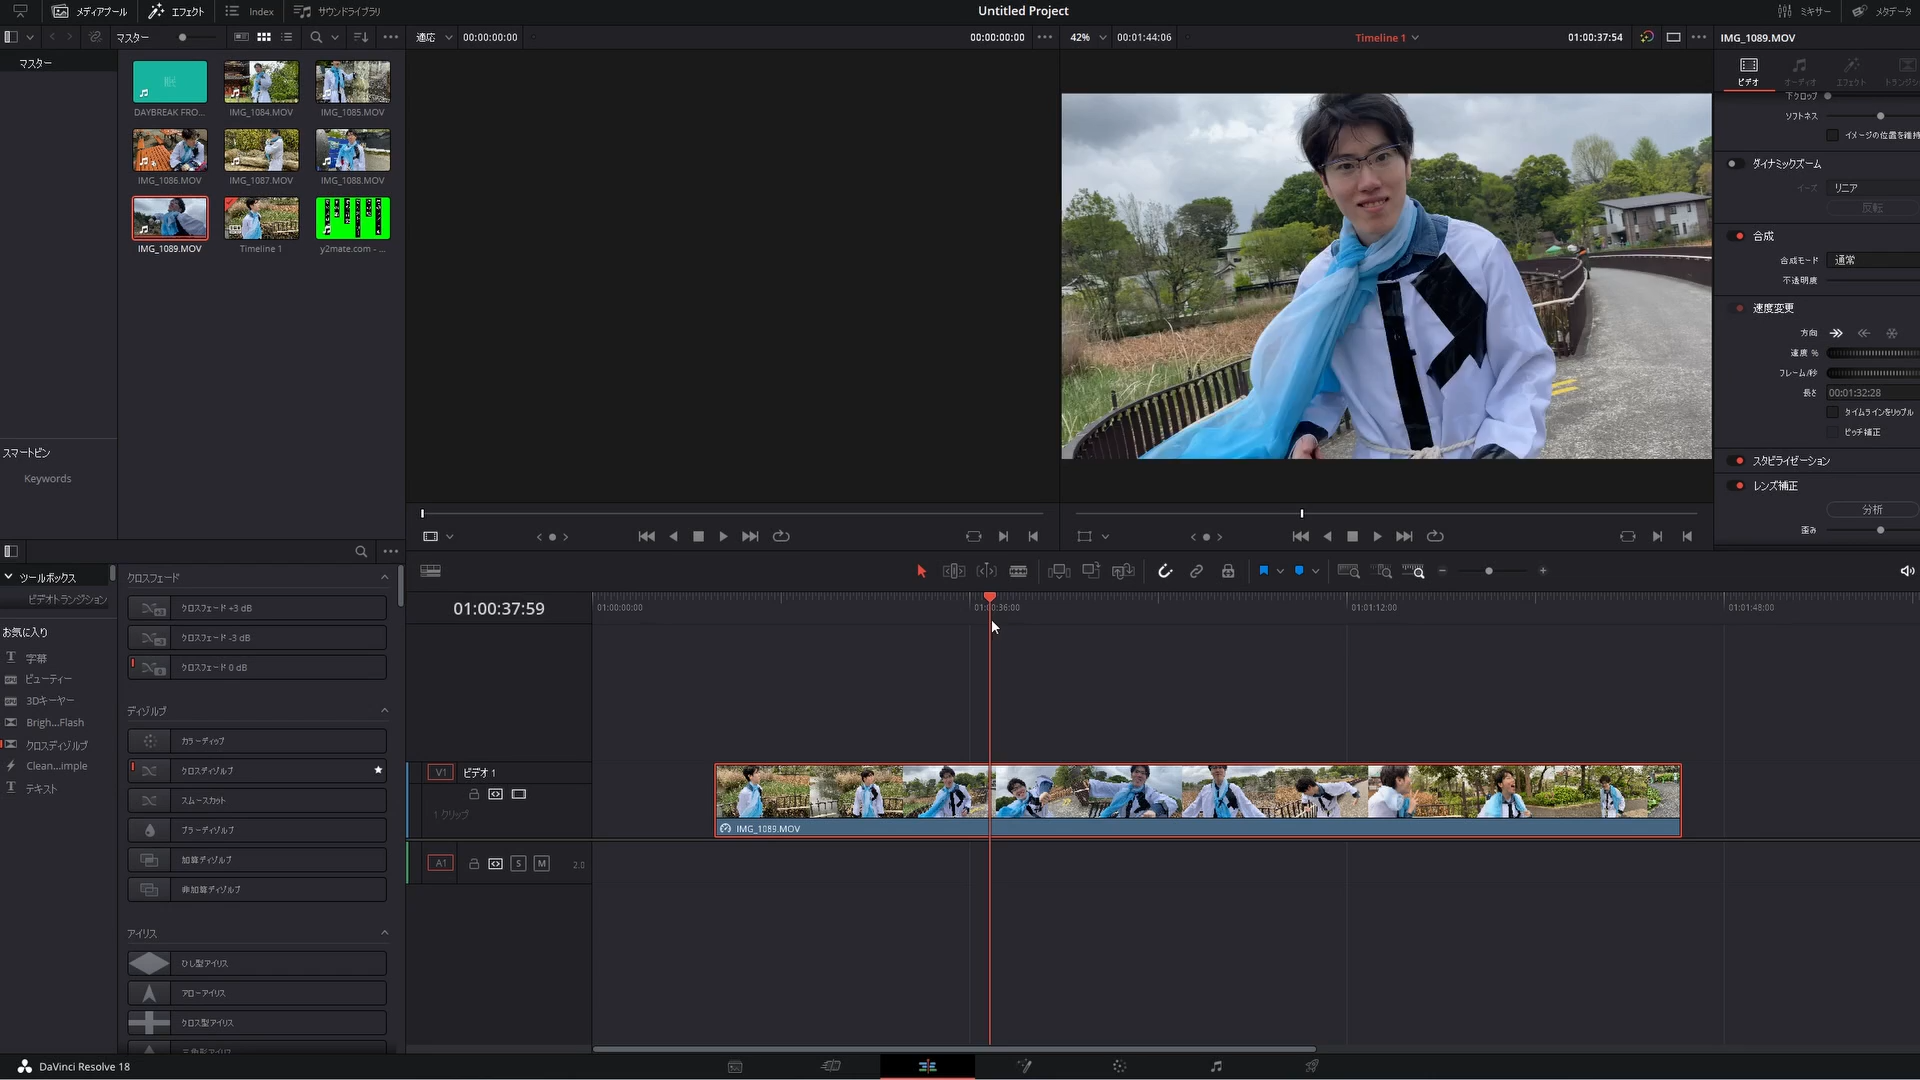 メディアプール
エフェクト
Index
サウンドライブラリ
Untitled Project
ミキサー
メタデータ
マスター
適応
00:00:00:00
00:00:00:00
42%
00:01:44:06
Timeline 1
01:00:37:54
IMG_1089.MOV
マスター
DAYBREAK FRO...
IMG_1084.MOV
IMG_1085.MOV
IMG_1086.MOV
IMG_1087.MOV
IMG_1088.MOV
IMG_1089.MOV
Timeline 1
y2mate.com - ...
スマートビン
Keywords
ビデオ
オーディオ
エフェクト
トランジシ
下クロップ
ソフトネス
イメージの位置を維持
ダイナミックズーム
イーズ
リニア
反転
合成
合成モード
通常
不透明度
速度変更
方向
速度 %
フレーム/秒
長さ
00:01:32:28
タイムラインをリップル
ピッチ補正
スタビライゼーション
レンズ補正
分析
歪み
ツールボックス
ビデオトランジション
お気に入り
字幕
ビューティー
3Dキーヤー
Brigh...Flash
クロスディゾルブ
Clean...imple
テキスト
クロスフェード
クロスフェード +3 dB
クロスフェード -3 dB
クロスフェード 0 dB
ディゾルブ
カラーディップ
クロスディゾルブ
スムースカット
ブラーディゾルブ
加算ディゾルブ
非加算ディゾルブ
アイリス
ひし型アイリス
アローアイリス
クロス型アイリス
三角形アイリス
01:00:37:59
01:00:00:00
01:00:36:00
01:01:12:00
01:01:48:00
V1
ビデオ 1
1 クリップ
IMG_1089.MOV
A1
S
M
2.0
DaVinci Resolve 18